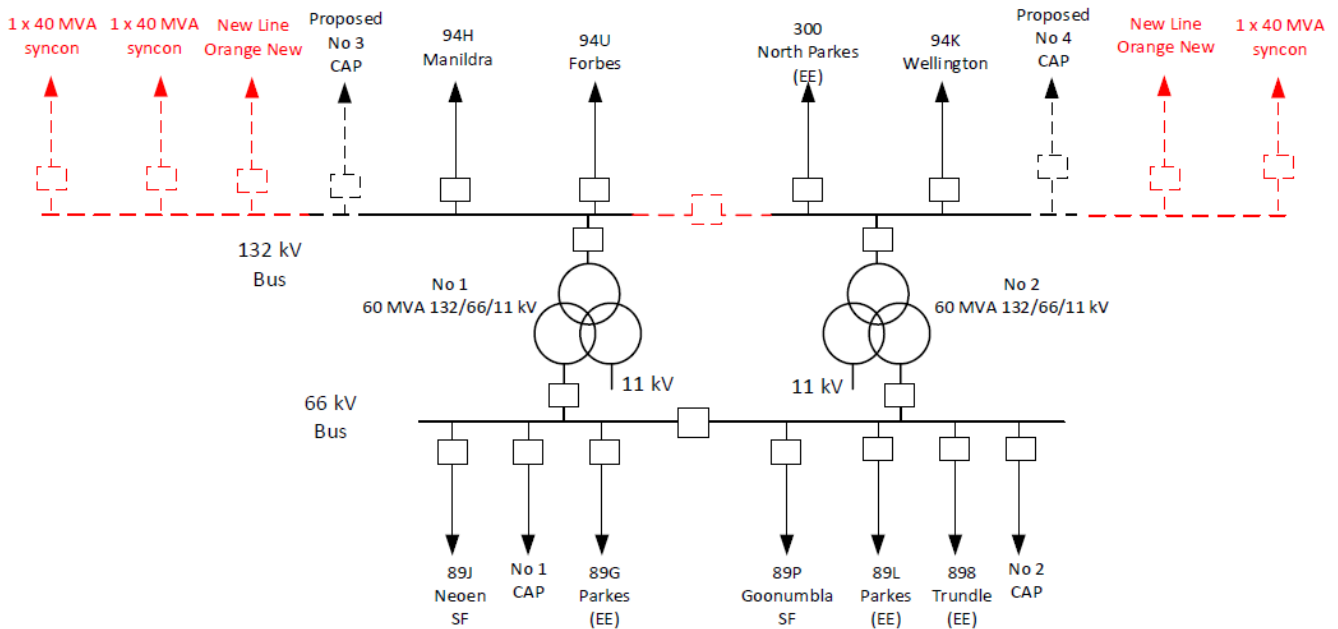 1 x 40 MVA
syncon
1 x 40 MVA
syncon
New Line
Orange New
Proposed
No 3
CAP
94H
Manildra
94U
Forbes
300
North Parkes
(EE)
94K
Wellington
Proposed
No 4
CAP
New Line
Orange New
1 x 40 MVA
syncon
132 kV
Bus
No 1
60 MVA 132/66/11 kV
No 2
60 MVA 132/66/11 kV
11 kV
11 kV
66 kV
Bus
89J
Neoen
SF
No 1
CAP
89G
Parkes
(EE)
89P
Goonumbla
SF
89L
Parkes
(EE)
898
Trundle
(EE)
No 2
CAP